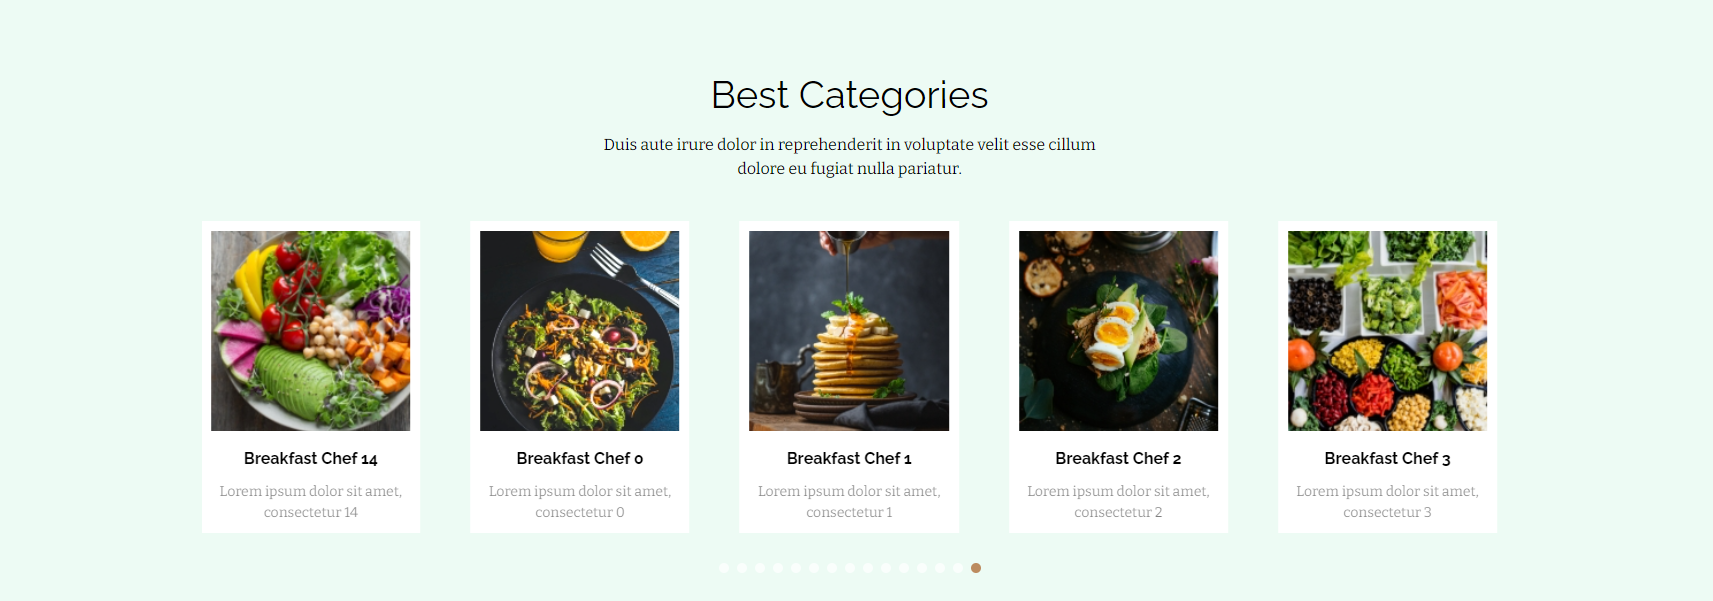 Best Categories
Duis aute irure dolor in reprehenderit in voluptate velit esse cillum
dolore eu fugiat nulla pariatur.
Breakfast Chef 14
Lorem ipsum dolor sit amet,
consectetur 14
Breakfast Chef 0
Lorem ipsum dolor sit amet,
consectetur 0
Breakfast Chef 1
Lorem ipsum dolor sit amet,
consectetur 1
Breakfast Chef 2
Lorem ipsum dolor sit amet,
consectetur 2
Breakfast Chef 3
Lorem ipsum dolor sit amet,
consectetur 3